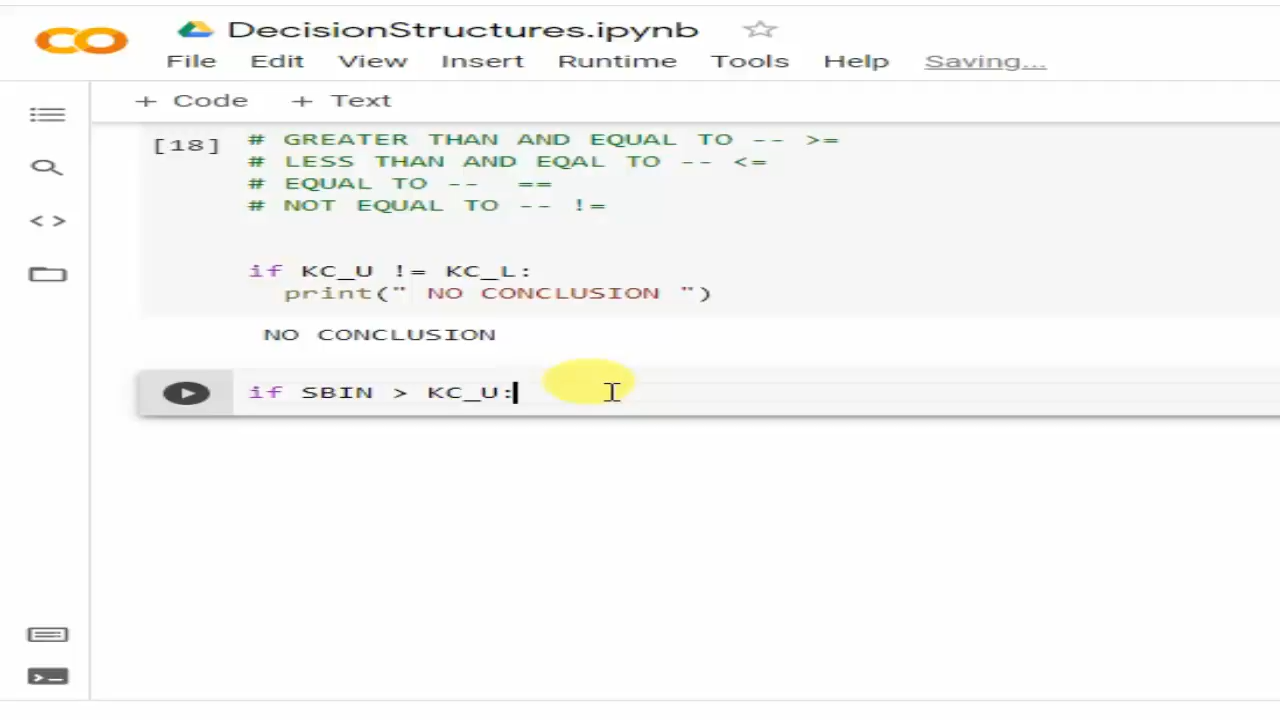 DecisionStructures.ipynb
File Edit View Insert Runtime Tools Help Saving...
+ Code + Text
[18] # GREATER THAN AND EQUAL TO -- >=
# LESS THAN AND EQAL TO -- <=
# EQUAL TO -- ==
# NOT EQUAL TO -- !=
if KC_U != KC_L:
print(" NO CONCLUSION ")
NO CONCLUSION
if SBIN > KC_U: